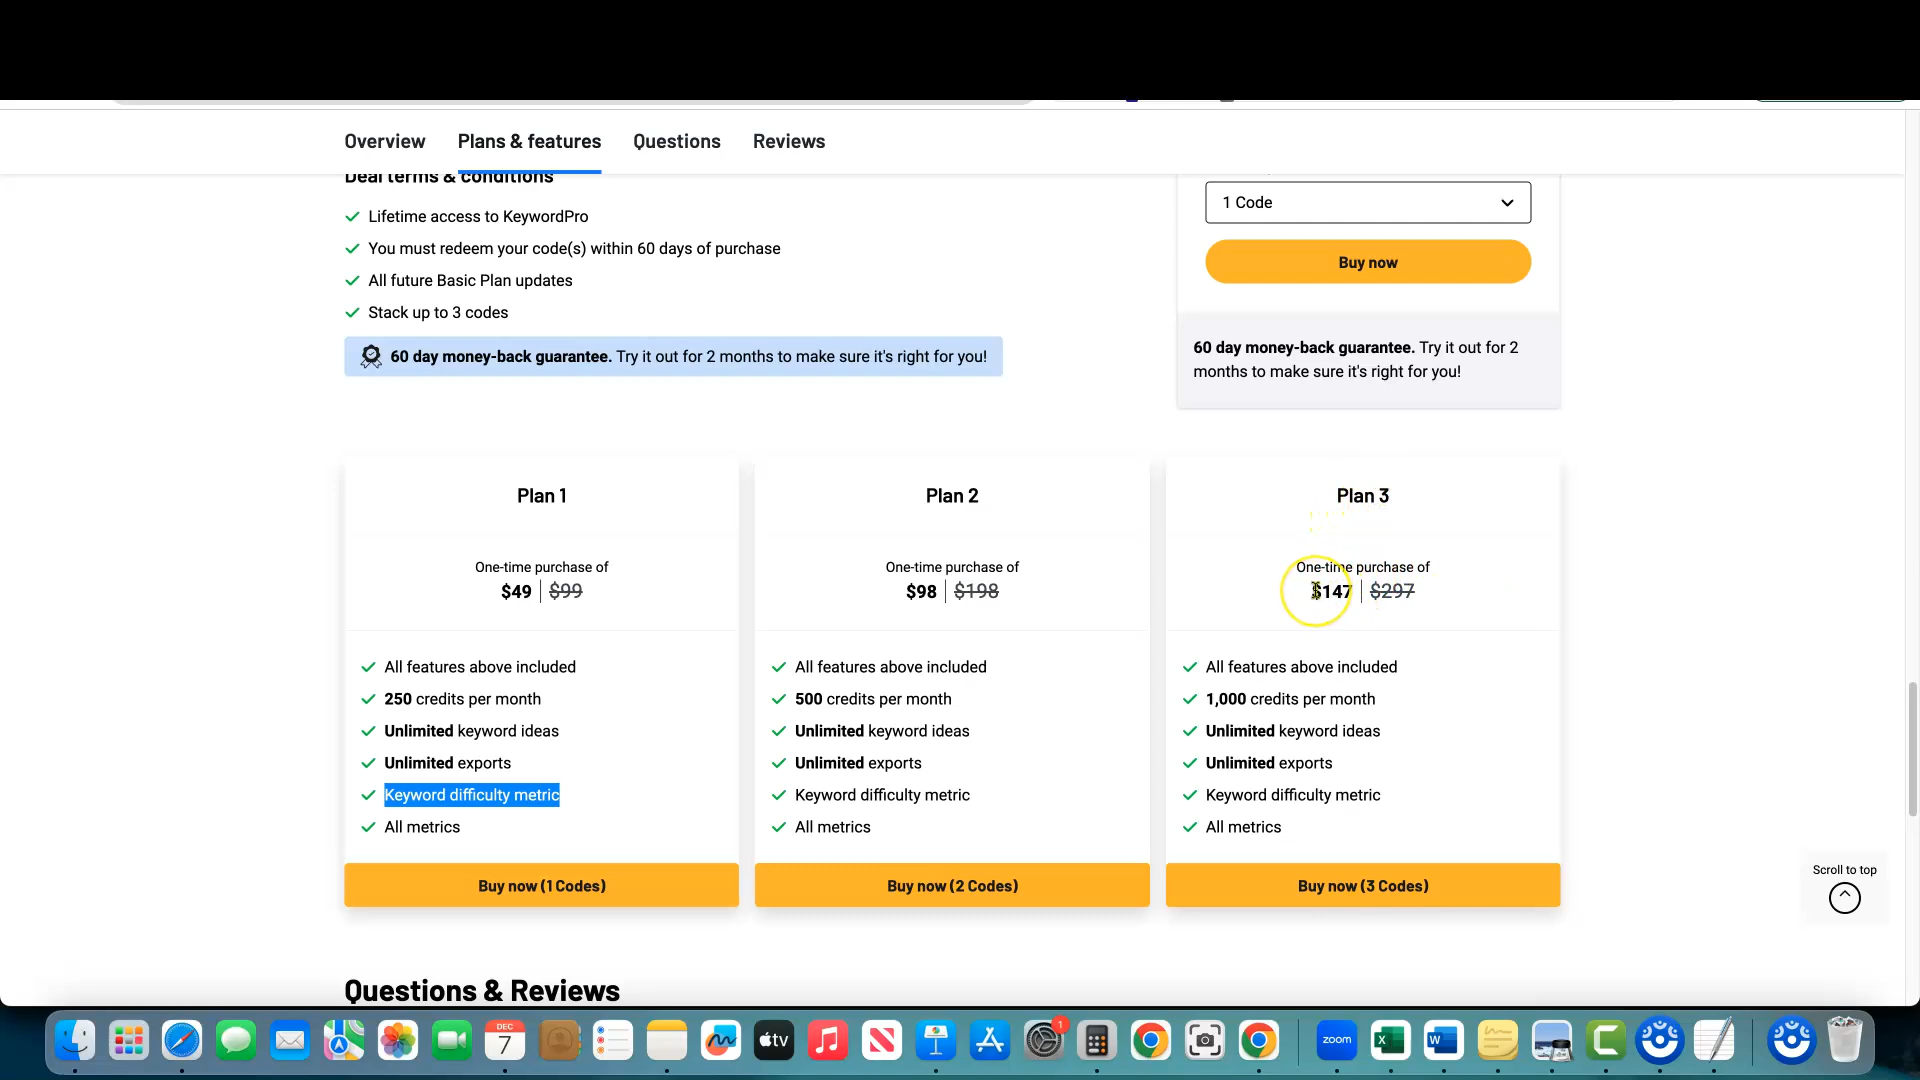 Overview Plans & features Questions Reviews
Deal terms & conditions
Lifetime access to KeywordPro
You must redeem your code(s) within 60 days of purchase
All future Basic Plan updates
Stack up to 3 codes
60 day money-back guarantee. Try it out for 2 months to make sure it's right for you!
1 Code
Buy now
60 day money-back guarantee. Try it out for 2
months to make sure it's right for you!
Plan 1
One-time purchase of
$49 $99
All features above included
250 credits per month
Unlimited keyword ideas
Unlimited exports
Keyword difficulty metric
All metrics
Buy now (1 Codes)
Plan 2
One-time purchase of
$98 $198
All features above included
500 credits per month
Unlimited keyword ideas
Unlimited exports
Keyword difficulty metric
All metrics
Buy now (2 Codes)
Plan 3
One-time purchase of
$147 $297
All features above included
1,000 credits per month
Unlimited keyword ideas
Unlimited exports
Keyword difficulty metric
All metrics
Buy now (3 Codes)
Scroll to top
Questions & Reviews
DEC
7
tv
1
zoom
X
W